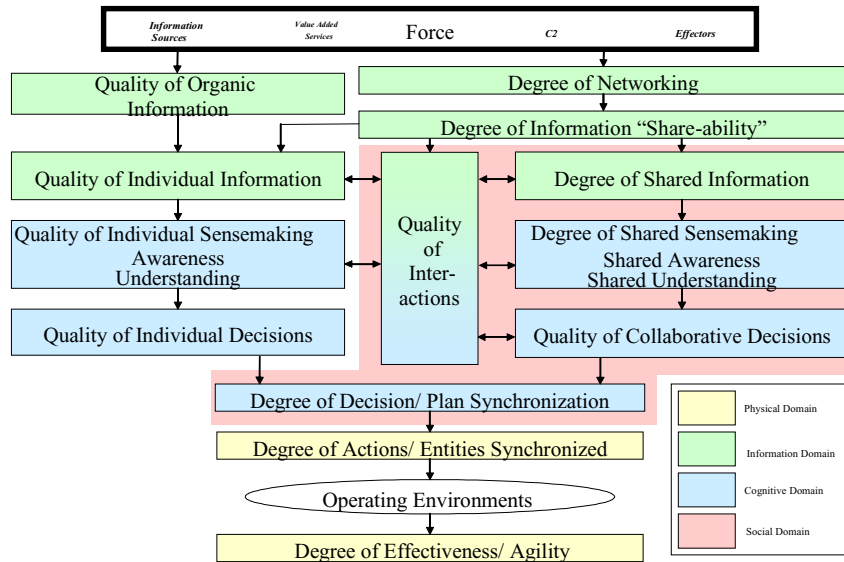 Information
Sources
Value Added
Services
Force
C2
Effectors
Quality of Organic
Information
Degree of Networking
Degree of Information “Share-ability”
Quality of Individual Information
Degree of Shared Information
Quality of Individual Sensemaking
Awareness
Understanding
Quality
of
Inter-
actions
Degree of Shared Sensemaking
Shared Awareness
Shared Understanding
Quality of Individual Decisions
Quality of Collaborative Decisions
Degree of Decision/ Plan Synchronization
Degree of Actions/ Entities Synchronized
Operating Environments
Degree of Effectiveness/ Agility
Physical Domain
Information Domain
Cognitive Domain
Social Domain